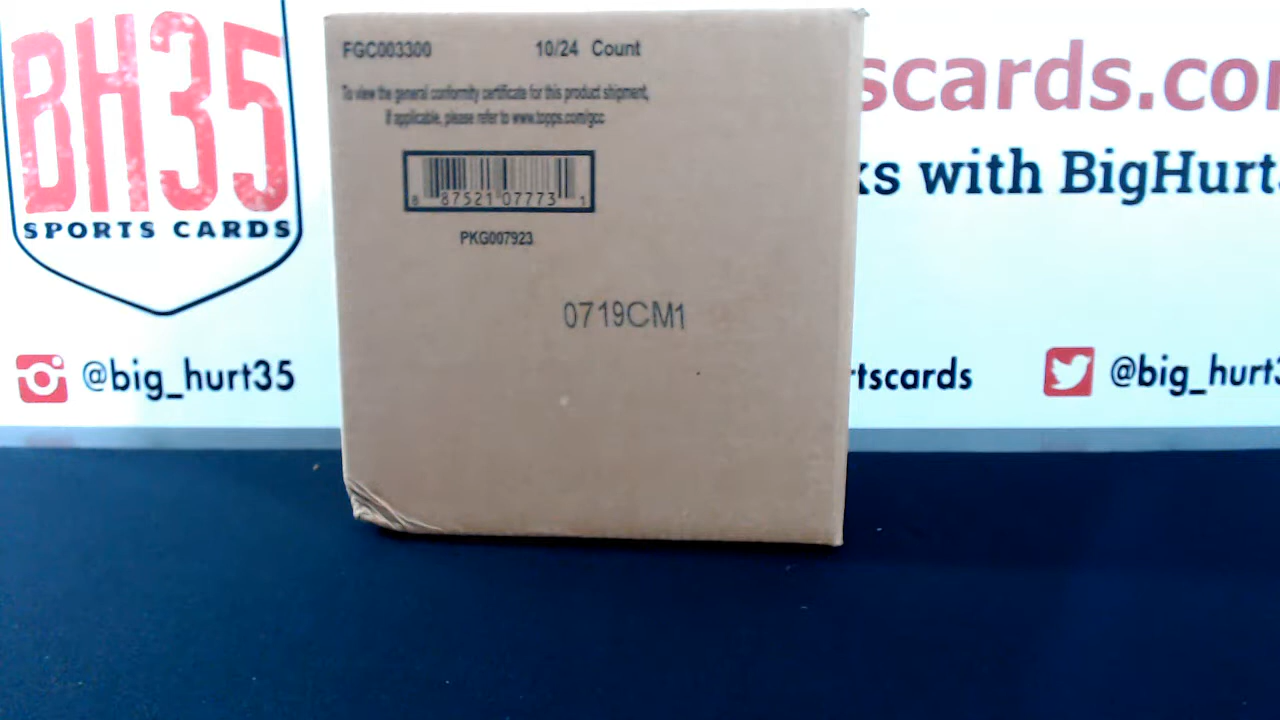 BH35
SPORTS CARDS
@big_hurt35
FGC003300 10/24 Count
To view the general conformity certificate for this product shipment,
If applicable, please refer to www.topps.com/gcc
8 87521 07773 1
PKG007923
0719CM1
scards.co
ks with BigHurt
rtscards
@big_hurt3